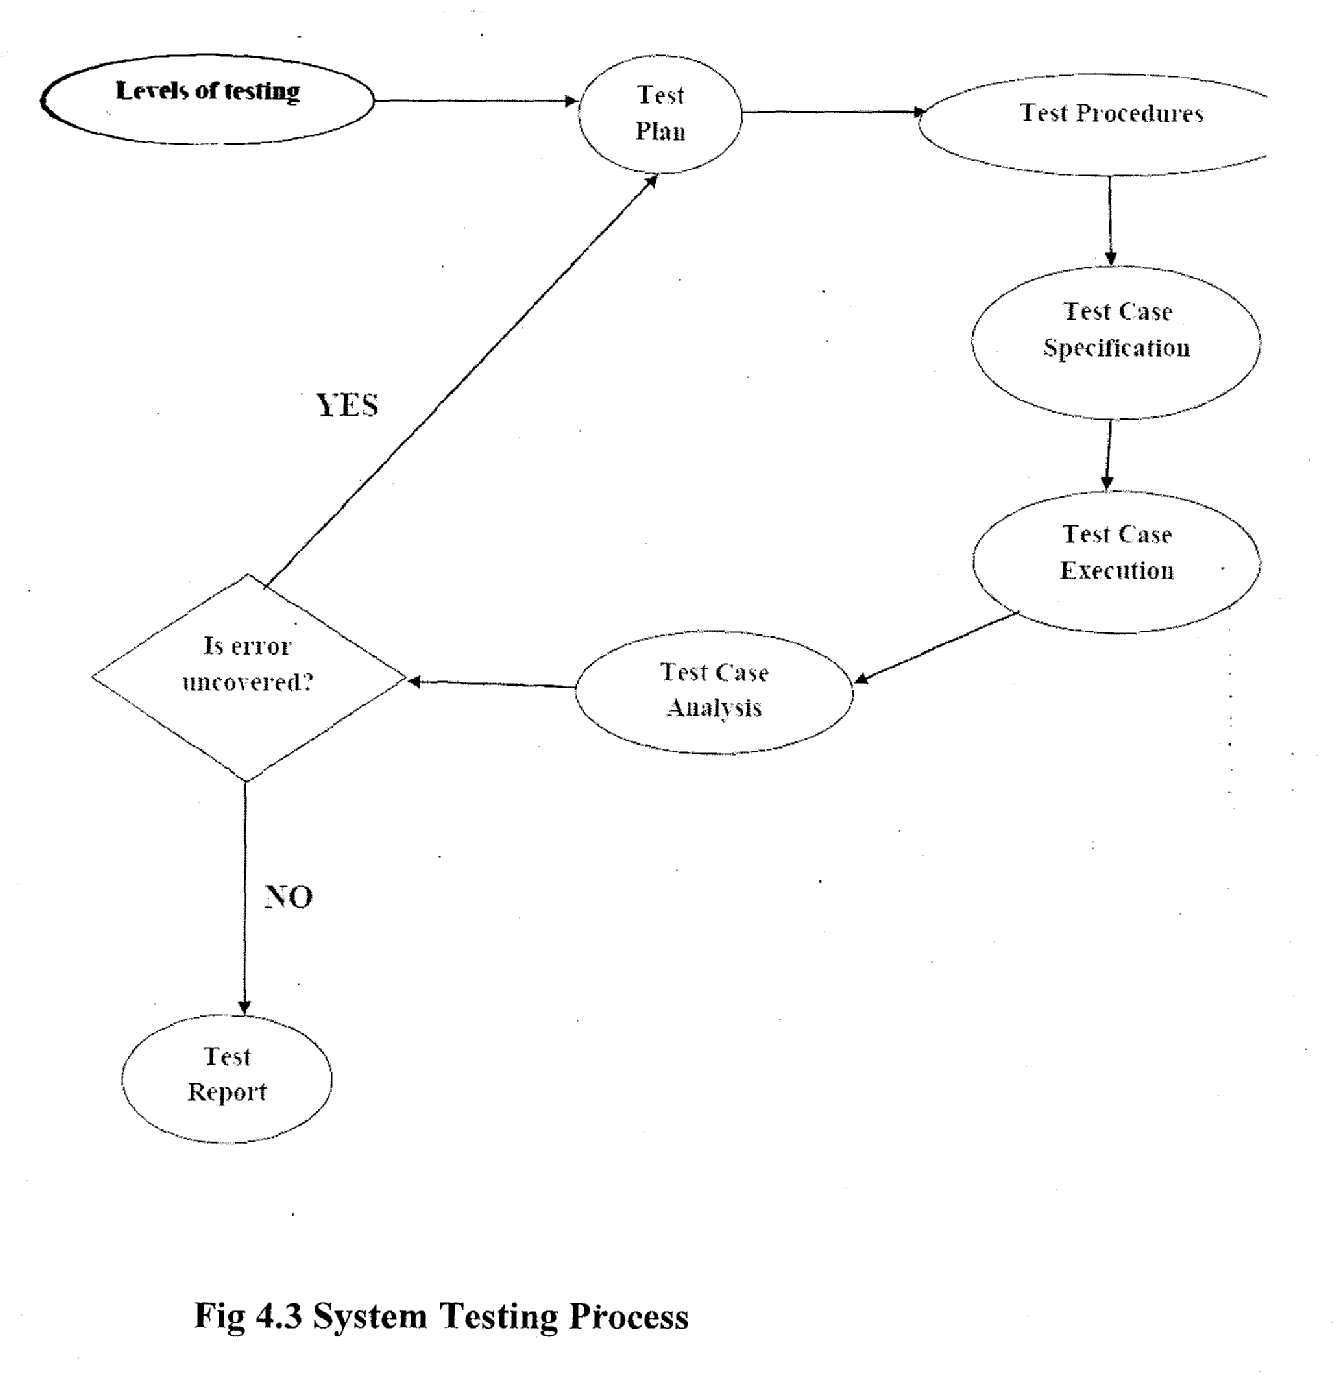 Levels of testing
Test
Plan
Test Procedures
Test Case
Specification
YES
Test Case
Execution
Is error
uncovered?
Test Case
Analysis
NO
Test
Report
Fig 4.3 System Testing Process